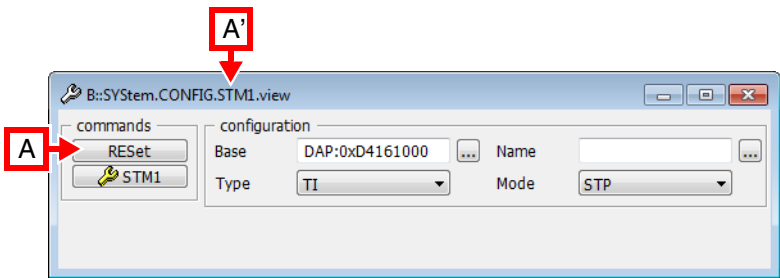 A'
B::SYStem.CONFIG.STM1.view
commands
configuration
A
RESet
Base
DAP:0xD4161000
...
Name
...
STM1
Type
TI
Mode
STP